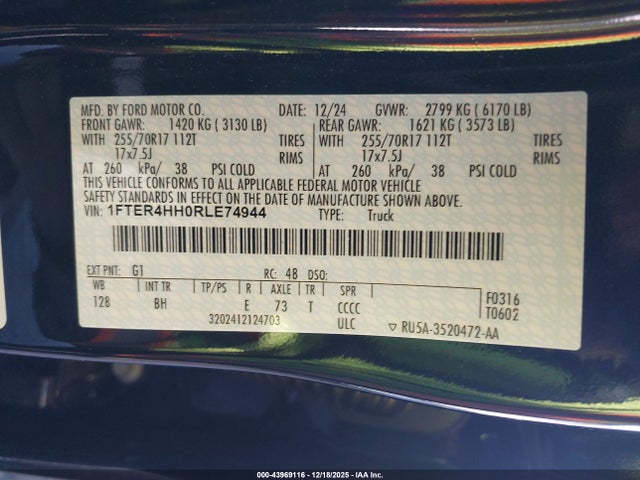 MFD. BY FORD MOTOR CO. DATE: 12/24 GVWR: 2799 KG ( 6170 LB)
FRONT GAWR: 1420 KG ( 3130 LB) REAR GAWR: 1621 KG ( 3573 LB)
WITH 255/70R17 112T TIRES WITH 255/70R17 112T TIRES
17x7.5J RIMS 17x7.5J RIMS
AT 260 kPa/ 38 PSI COLD AT 260 kPa/ 38 PSI COLD
THIS VEHICLE CONFORMS TO ALL APPLICABLE FEDERAL MOTOR VEHICLE
SAFETY STANDARDS IN EFFECT ON THE DATE OF MANUFACTURE SHOWN ABOVE.
VIN: 1FTER4HH0RLE74944 TYPE: Truck
EXT PNT: G1 RC: 48 DSO:
WB INT TR TP/PS R AXLE TR SPR F0316
128 BH E 73 T CCCC T0602
3202412124703 ULC ▽ RU5A-3520472-AA
000-43969116 - 12/18/2025 - IAA Inc.